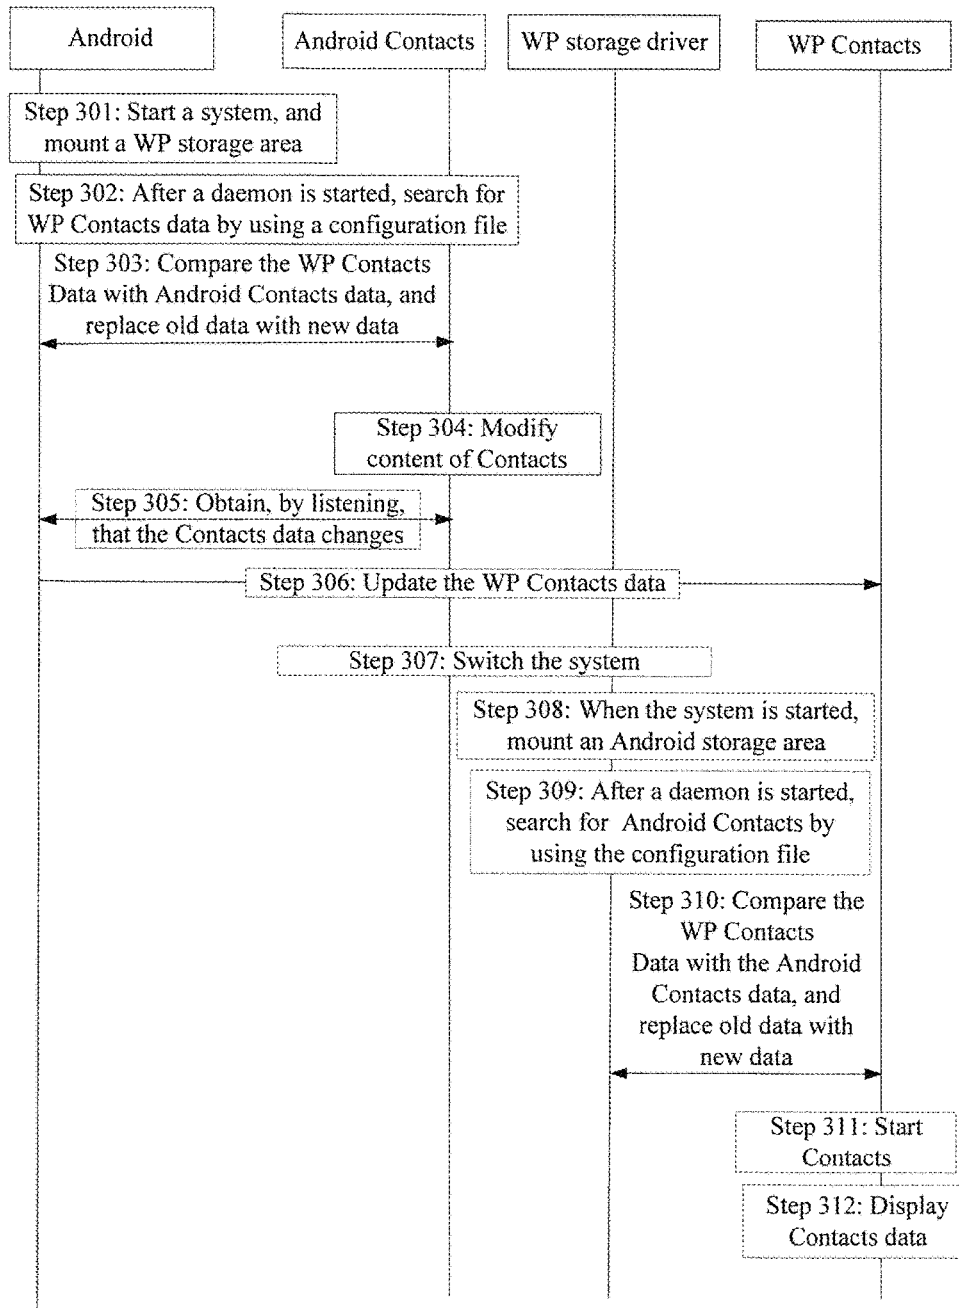 Android
Android Contacts
WP storage driver
WP Contacts
Step 301: Start a system, and
mount a WP storage area
Step 302: After a daemon is started, search for
WP Contacts data by using a configuration file
Step 303: Compare the WP Contacts
Data with Android Contacts data, and
replace old data with new data
Step 304: Modify
content of Contacts
Step 305: Obtain, by listening,
that the Contacts data changes
Step 306: Update the WP Contacts data
Step 307: Switch the system
Step 308: When the system is started,
mount an Android storage area
Step 309: After a daemon is started,
search for Android Contacts by
using the configuration file
Step 310: Compare the
WP Contacts
Data with the Android
Contacts data, and
replace old data with
new data
Step 311: Start
Contacts
Step 312: Display
Contacts data